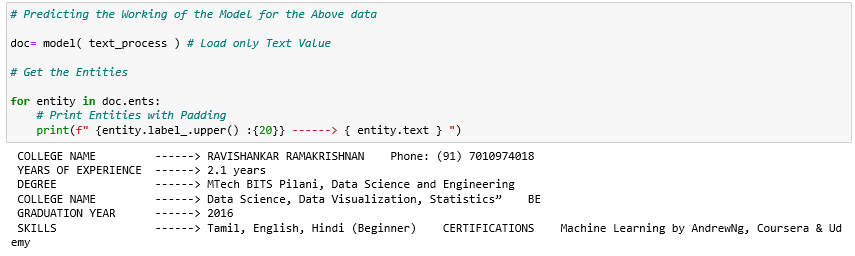 # Predicting the Working of the Model for the Above data
doc= model( text_process ) # Load only Text Value
# Get the Entities
for entity in doc.ents:
    # Print Entities with Padding
    print(f" {entity.label_.upper() :{20}} ------> { entity.text } ")
COLLEGE NAME         ------> RAVISHANKAR RAMAKRISHNAN    Phone: (91) 7010974018
YEARS OF EXPERIENCE  ------> 2.1 years
DEGREE               ------> MTech BITS Pilani, Data Science and Engineering
COLLEGE NAME         ------> Data Science, Data Visualization, Statistics”    BE
GRADUATION YEAR      ------> 2016
SKILLS               ------> Tamil, English, Hindi (Beginner)    CERTIFICATIONS    Machine Learning by AndrewNg, Coursera & Ud
emy